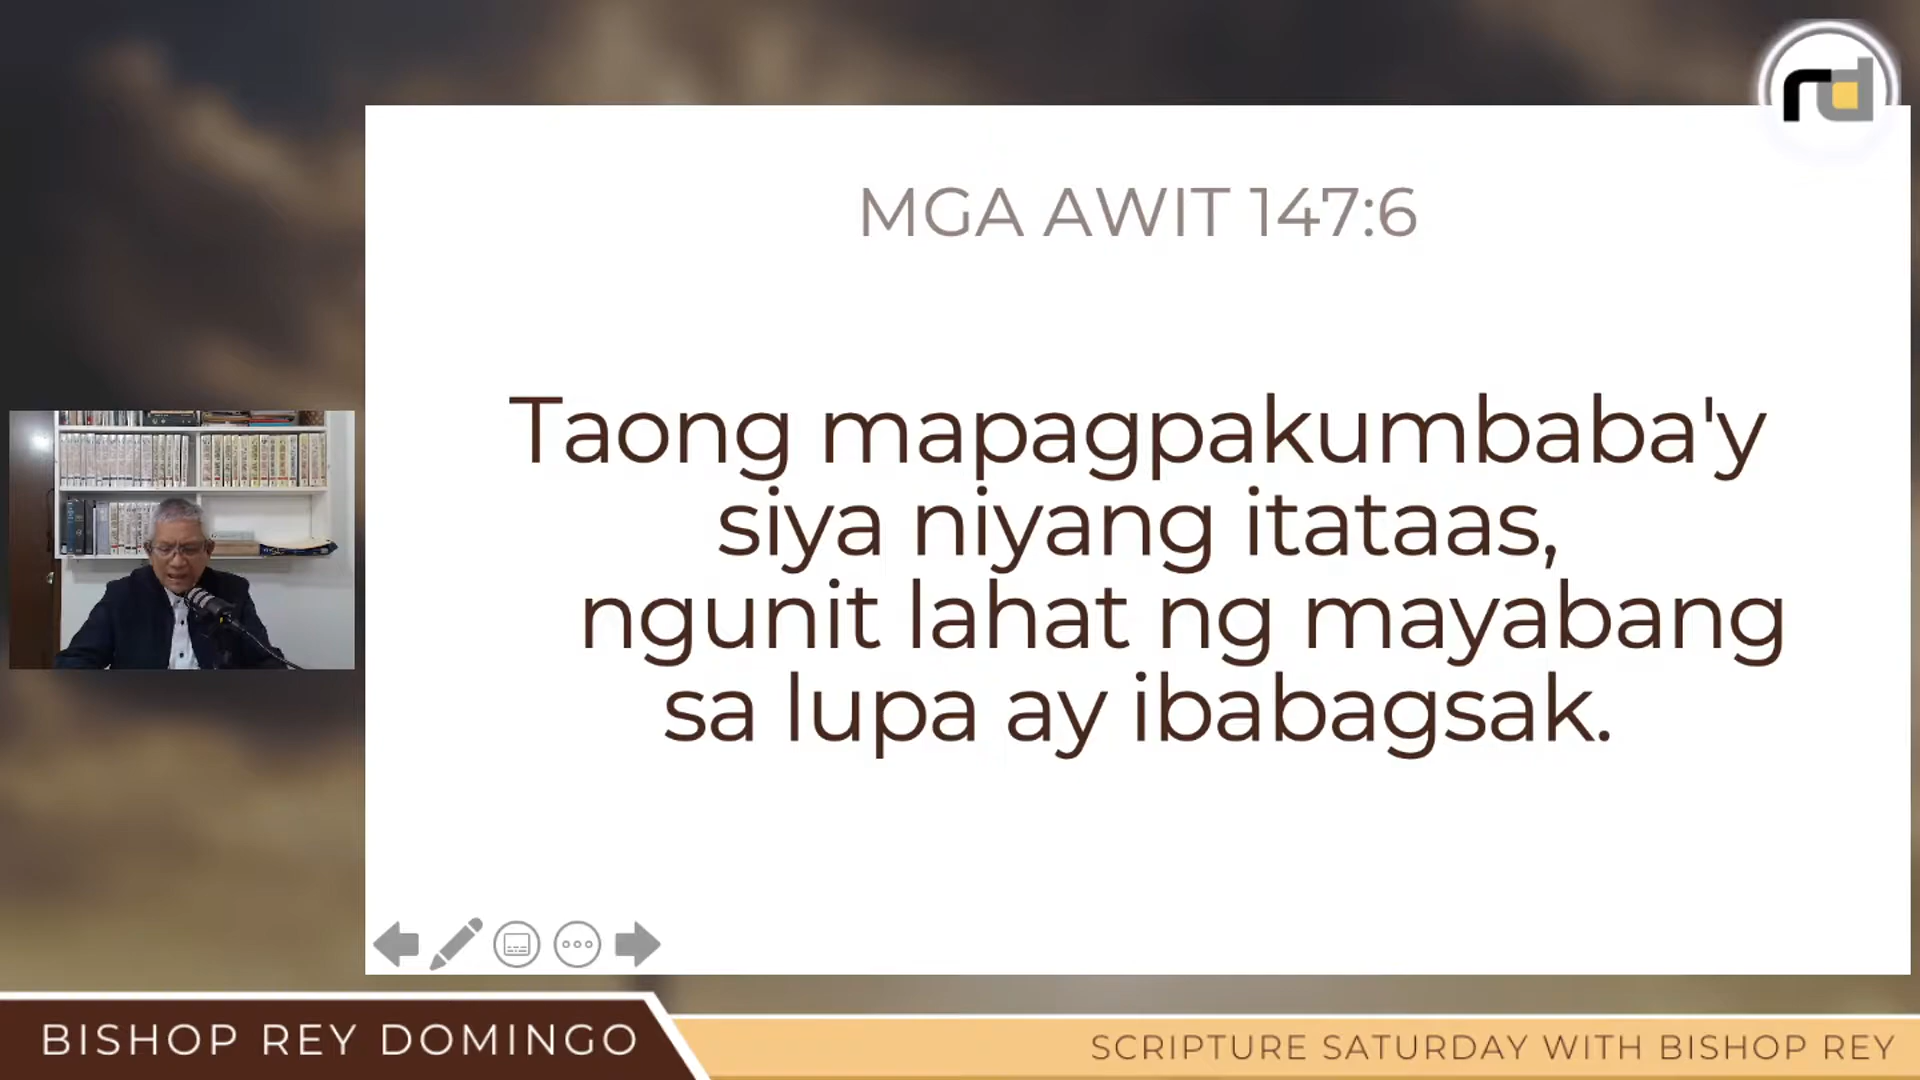 rd
MGA AWIT 147:6
Taong mapagpakumbaba'y
siya niyang itataas,
ngunit lahat ng mayabang
sa lupa ay ibabagsak.
BISHOP REY DOMINGO
SCRIPTURE SATURDAY WITH BISHOP REY